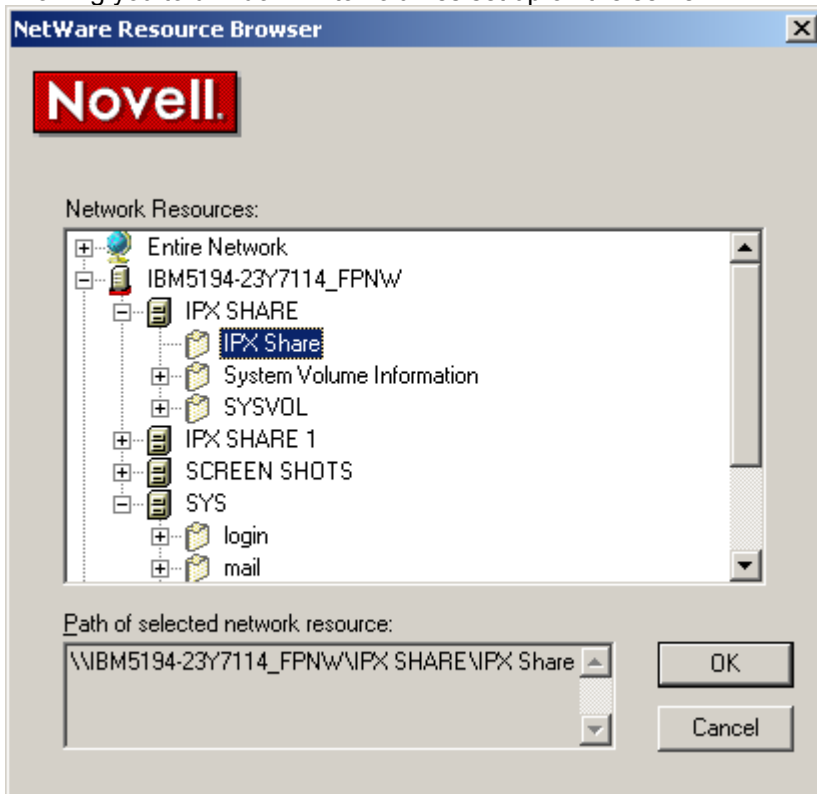 NetWare Resource Browser
Novell.
Network Resources:
Entire Network
IBM5194-23Y7114_FPNW
IPX SHARE
IPX Share
System Volume Information
SYSVOL
IPX SHARE 1
SCREEN SHOTS
SYS
login
mail
Path of selected network resource:
\\IBM5194-23Y7114_FPNW\IPX SHARE\IPX Share
OK
Cancel